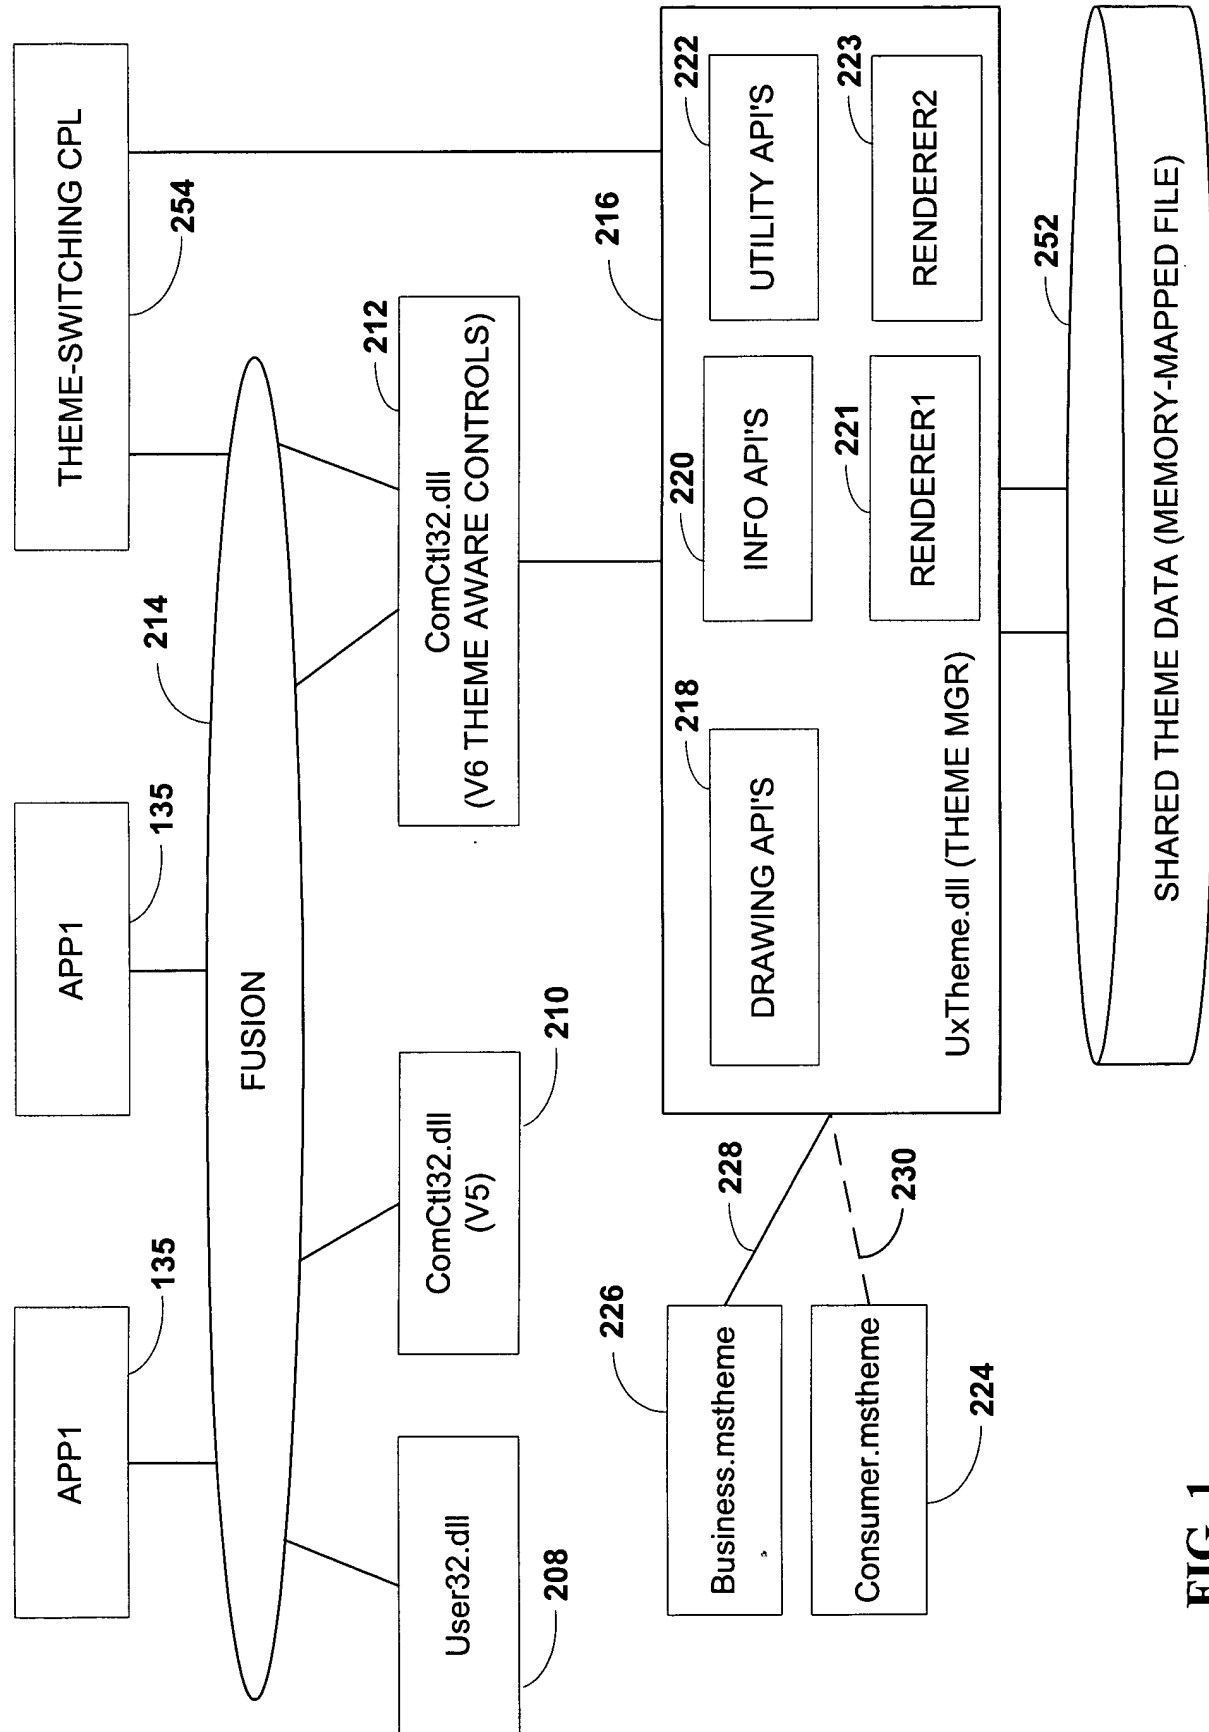 APP1
135
APP1
135
THEME-SWITCHING CPL
254
214
FUSION
User32.dll
208
ComCtl32.dll
(V5)
210
ComCtl32.dll
(V6 THEME AWARE CONTROLS)
212
216
Business.mstheme
226
228
Consumer.mstheme
224
230
DRAWING API'S
218
INFO API'S
220
UTILITY API'S
222
RENDERER1
221
RENDERER2
223
UxTheme.dll (THEME MGR)
252
SHARED THEME DATA (MEMORY-MAPPED FILE)
FIG. 1